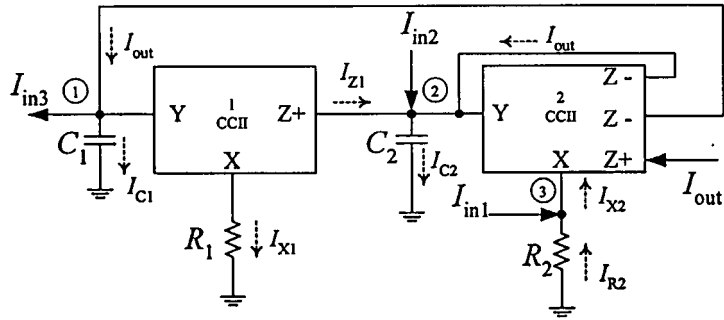 I_out
I_in2
I_out
I_in3
①
I_Z1
②
Z -
Y
1
CCII
Z+
Y
2
CCII
Z -
C_1
X
C_2
X
Z+
I_C1
I_C2
③
I_out
I_in1
I_X2
R_1
I_X1
R_2
I_R2